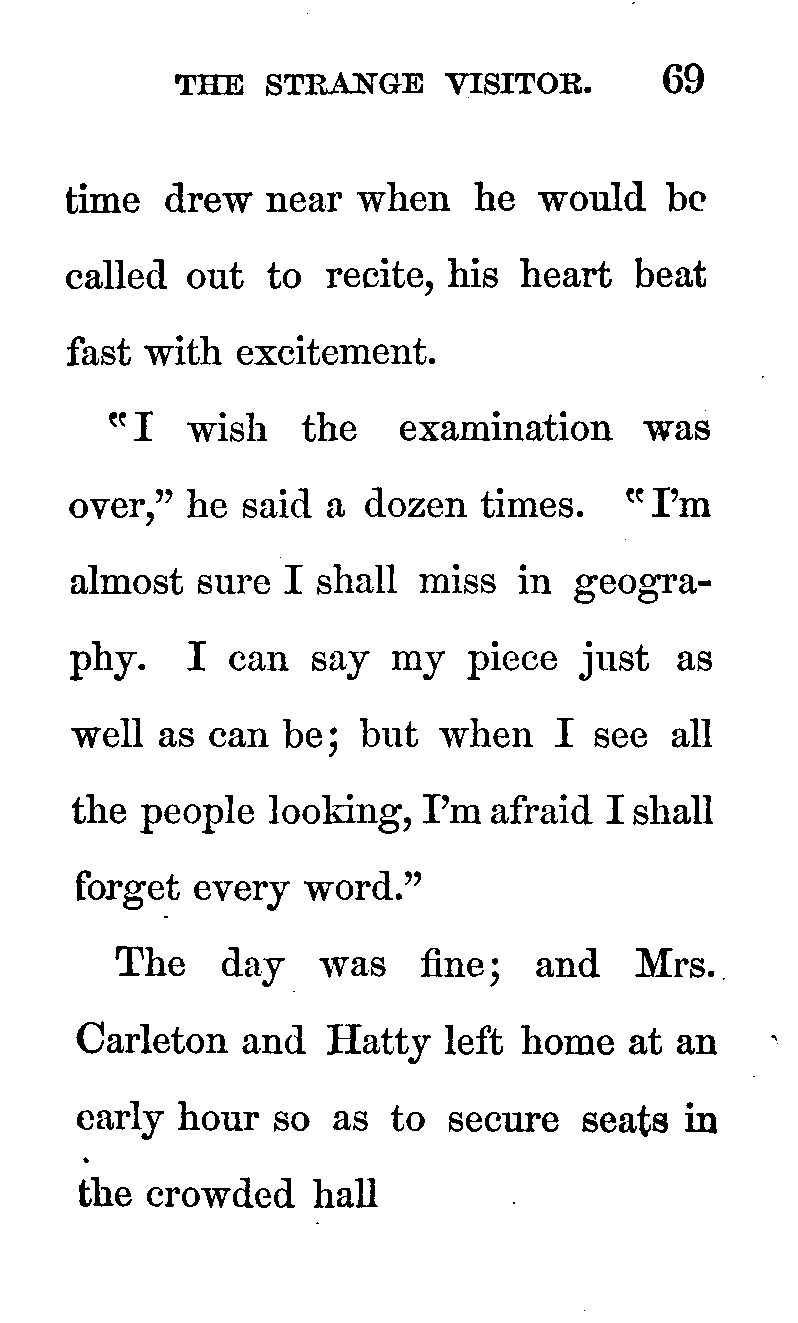 THE STRANGE VISITOR. 69
time drew near when he would be
called out to recite, his heart beat
fast with excitement.
“I wish the examination was
over,” he said a dozen times. “I’m
almost sure I shall miss in geogra-
phy. I can say my piece just as
well as can be; but when I see all
the people looking, I’m afraid I shall
forget every word.”
The day was fine; and Mrs.
Carleton and Hatty left home at an
early hour so as to secure seats in
the crowded hall